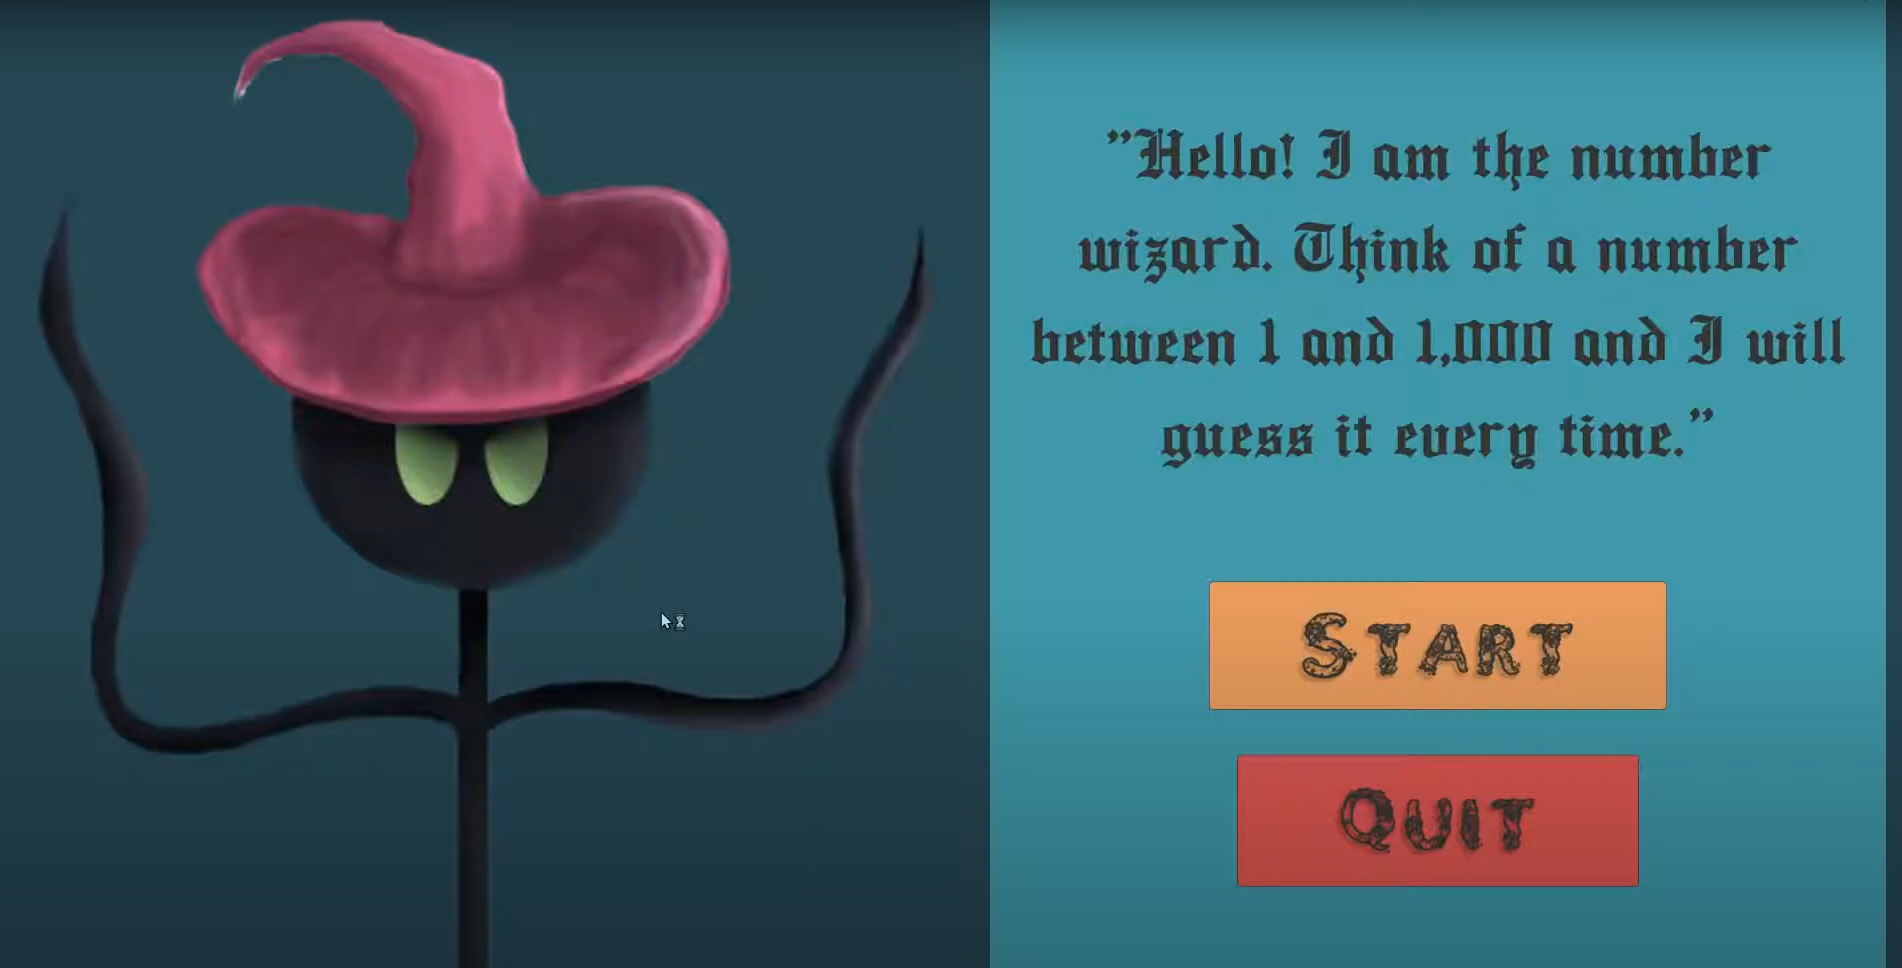 "Hello! I am the number
wizard. Think of a number
between 1 and 1,000 and I will
guess it every time."
START
QUIT